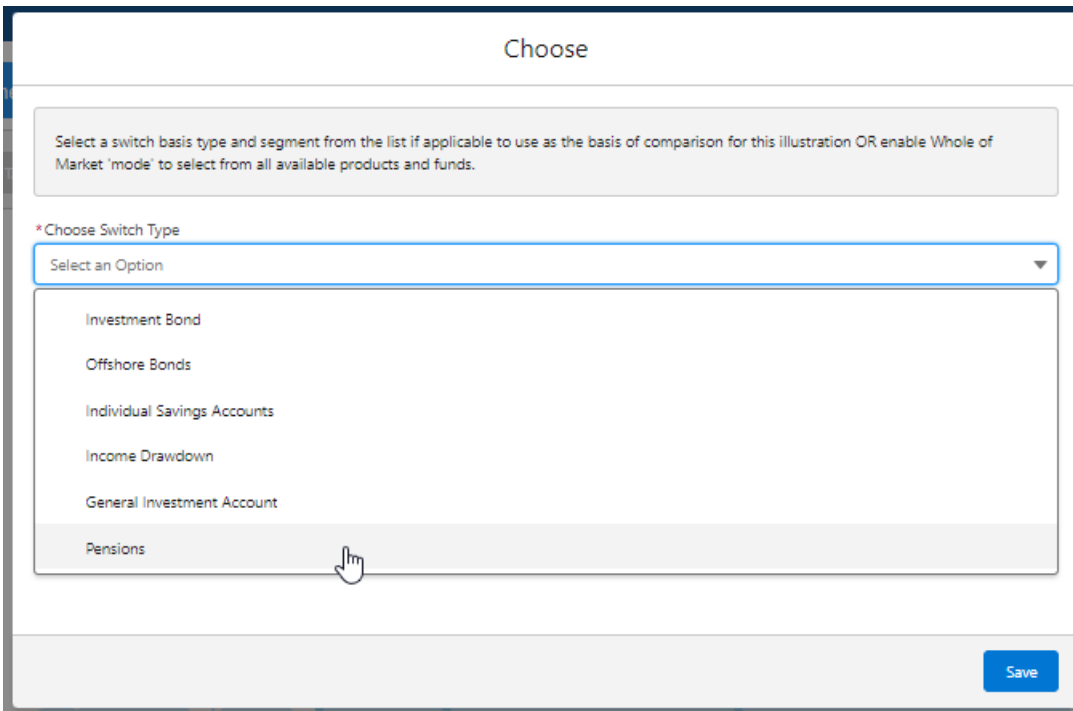 Choose
Select a switch basis type and segment from the list if applicable to use as the basis of comparison for this illustration OR enable Whole of
Market 'mode' to select from all available products and funds.
*Choose Switch Type
Select an Option
Investment Bond
Offshore Bonds
Individual Savings Accounts
Income Drawdown
General Investment Account
Pensions
Save